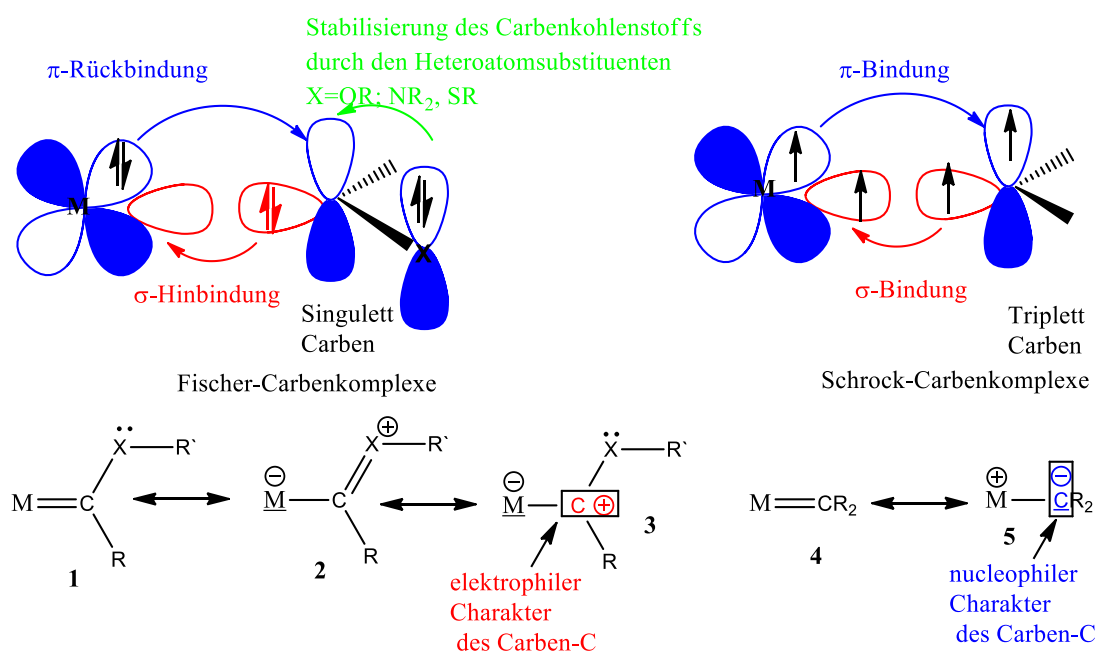 Stabilisierung des Carbenkohlenstoffs
durch den Heteroatomsubstituenten
X=OR; NR2, SR
π-Rückbindung
M
X
σ-Hinbindung
Singulett
Carben
Fischer-Carbenkomplexe
π-Bindung
M
σ-Bindung
Triplett
Carben
Schrock-Carbenkomplexe
M C X R` R
1
⊖ M C X ⊕ R` R
2
⊖ M C ⊕ X R` R
3
elektrophiler
Charakter
des Carben-C
M CR2
4
⊕ M ⊖ CR2
5
nucleophiler
Charakter
des Carben-C